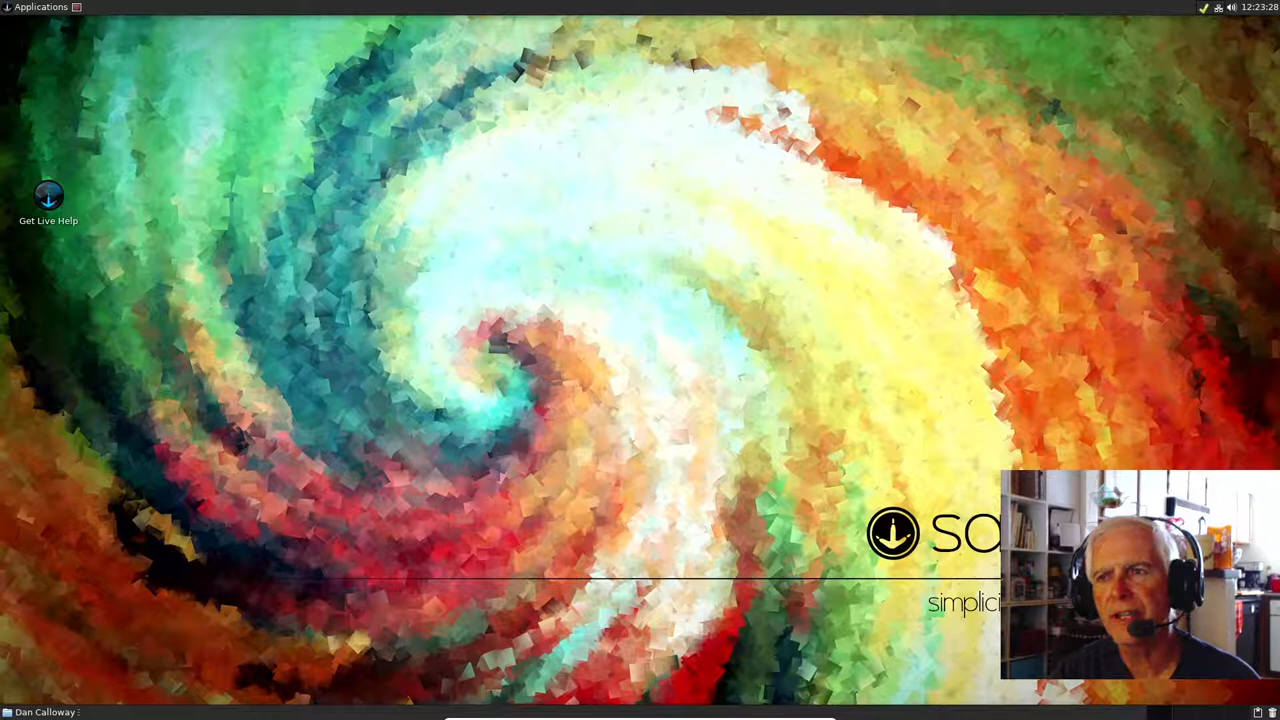 Applications
12:23:28
Get Live Help
SO
simplici
Dan Calloway